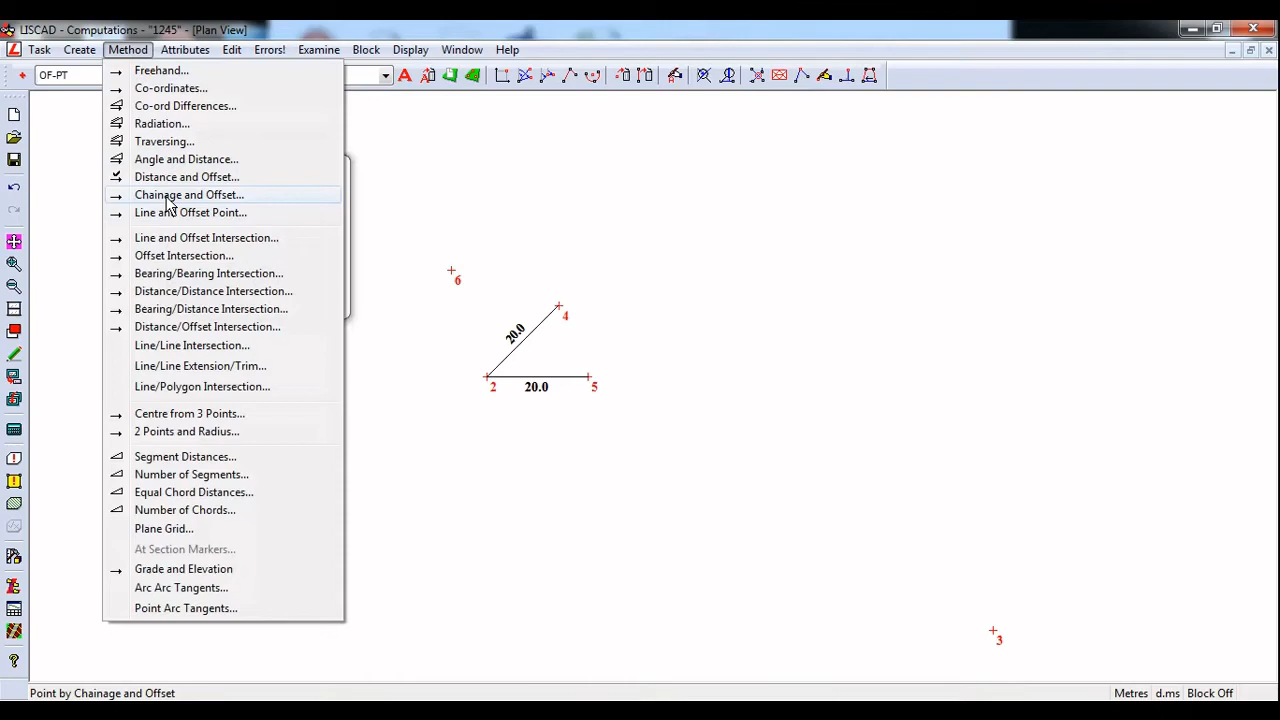 LISCAD - Computations - "1245" - [Plan View]
Task Create Method Attributes Edit Errors! Examine Block Display Window Help
OF-PT
Freehand...
Co-ordinates...
Co-ord Differences...
Radiation...
Traversing...
Angle and Distance...
Distance and Offset...
Chainage and Offset...
Line and Offset Point...
Line and Offset Intersection...
Offset Intersection...
Bearing/Bearing Intersection...
Distance/Distance Intersection...
Bearing/Distance Intersection...
Distance/Offset Intersection...
Line/Line Intersection...
Line/Line Extension/Trim...
Line/Polygon Intersection...
Centre from 3 Points...
2 Points and Radius...
Segment Distances...
Number of Segments...
Equal Chord Distances...
Number of Chords...
Plane Grid...
At Section Markers...
Grade and Elevation
Arc Arc Tangents...
Point Arc Tangents...
6
4
20.0
2 20.0 5
3
Point by Chainage and Offset
Metres d.ms Block Off